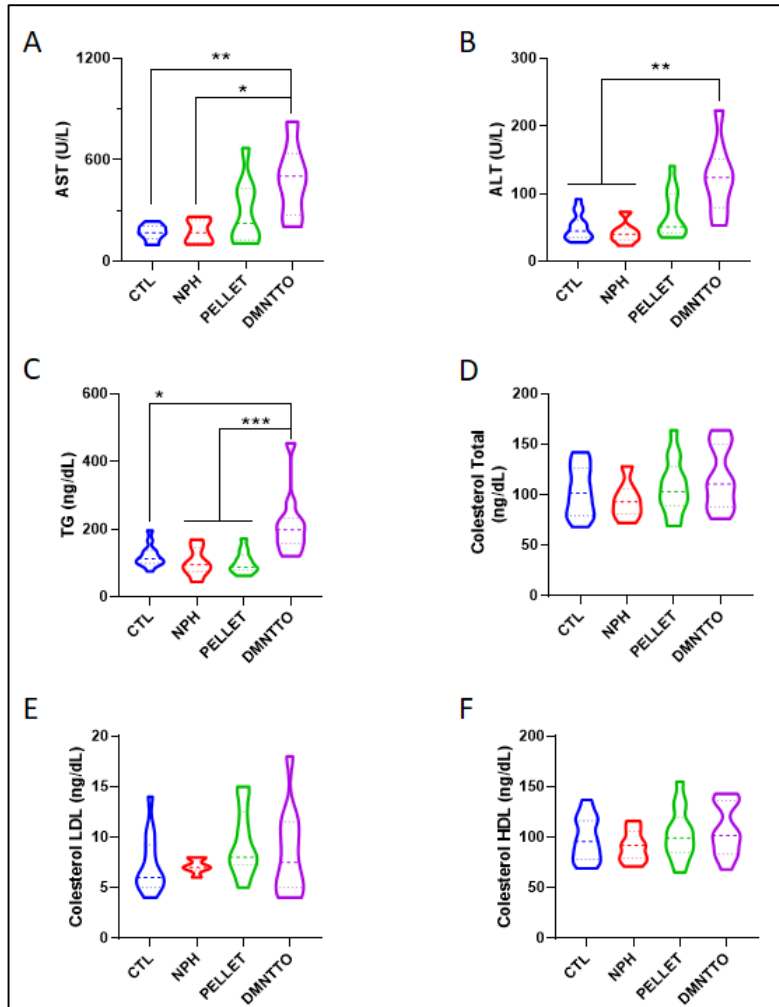 A
AST (U/L)
1200
600
0
**
*
CTL
NPH
PELLET
DMNTTO
B
ALT (U/L)
300
200
100
0
**
CTL
NPH
PELLET
DMNTTO
C
TG (ng/dL)
600
400
200
0
*
***
CTL
NPH
PELLET
DMNTTO
D
Colesterol Total
(ng/dL)
200
150
100
50
0
CTL
NPH
PELLET
DMNTTO
E
Colesterol LDL (ng/dL)
20
15
10
5
0
CTL
NPH
PELLET
DMNTTO
F
Colesterol HDL (ng/dL)
200
150
100
50
0
CTL
NPH
PELLET
DMNTTO